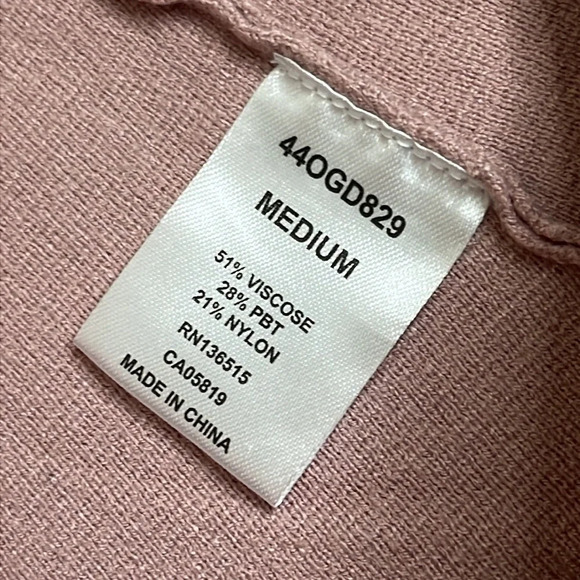 44OGD829
MEDIUM
51% VISCOSE
28% PBT
21% NYLON
RN136515
CA05819
MADE IN CHINA